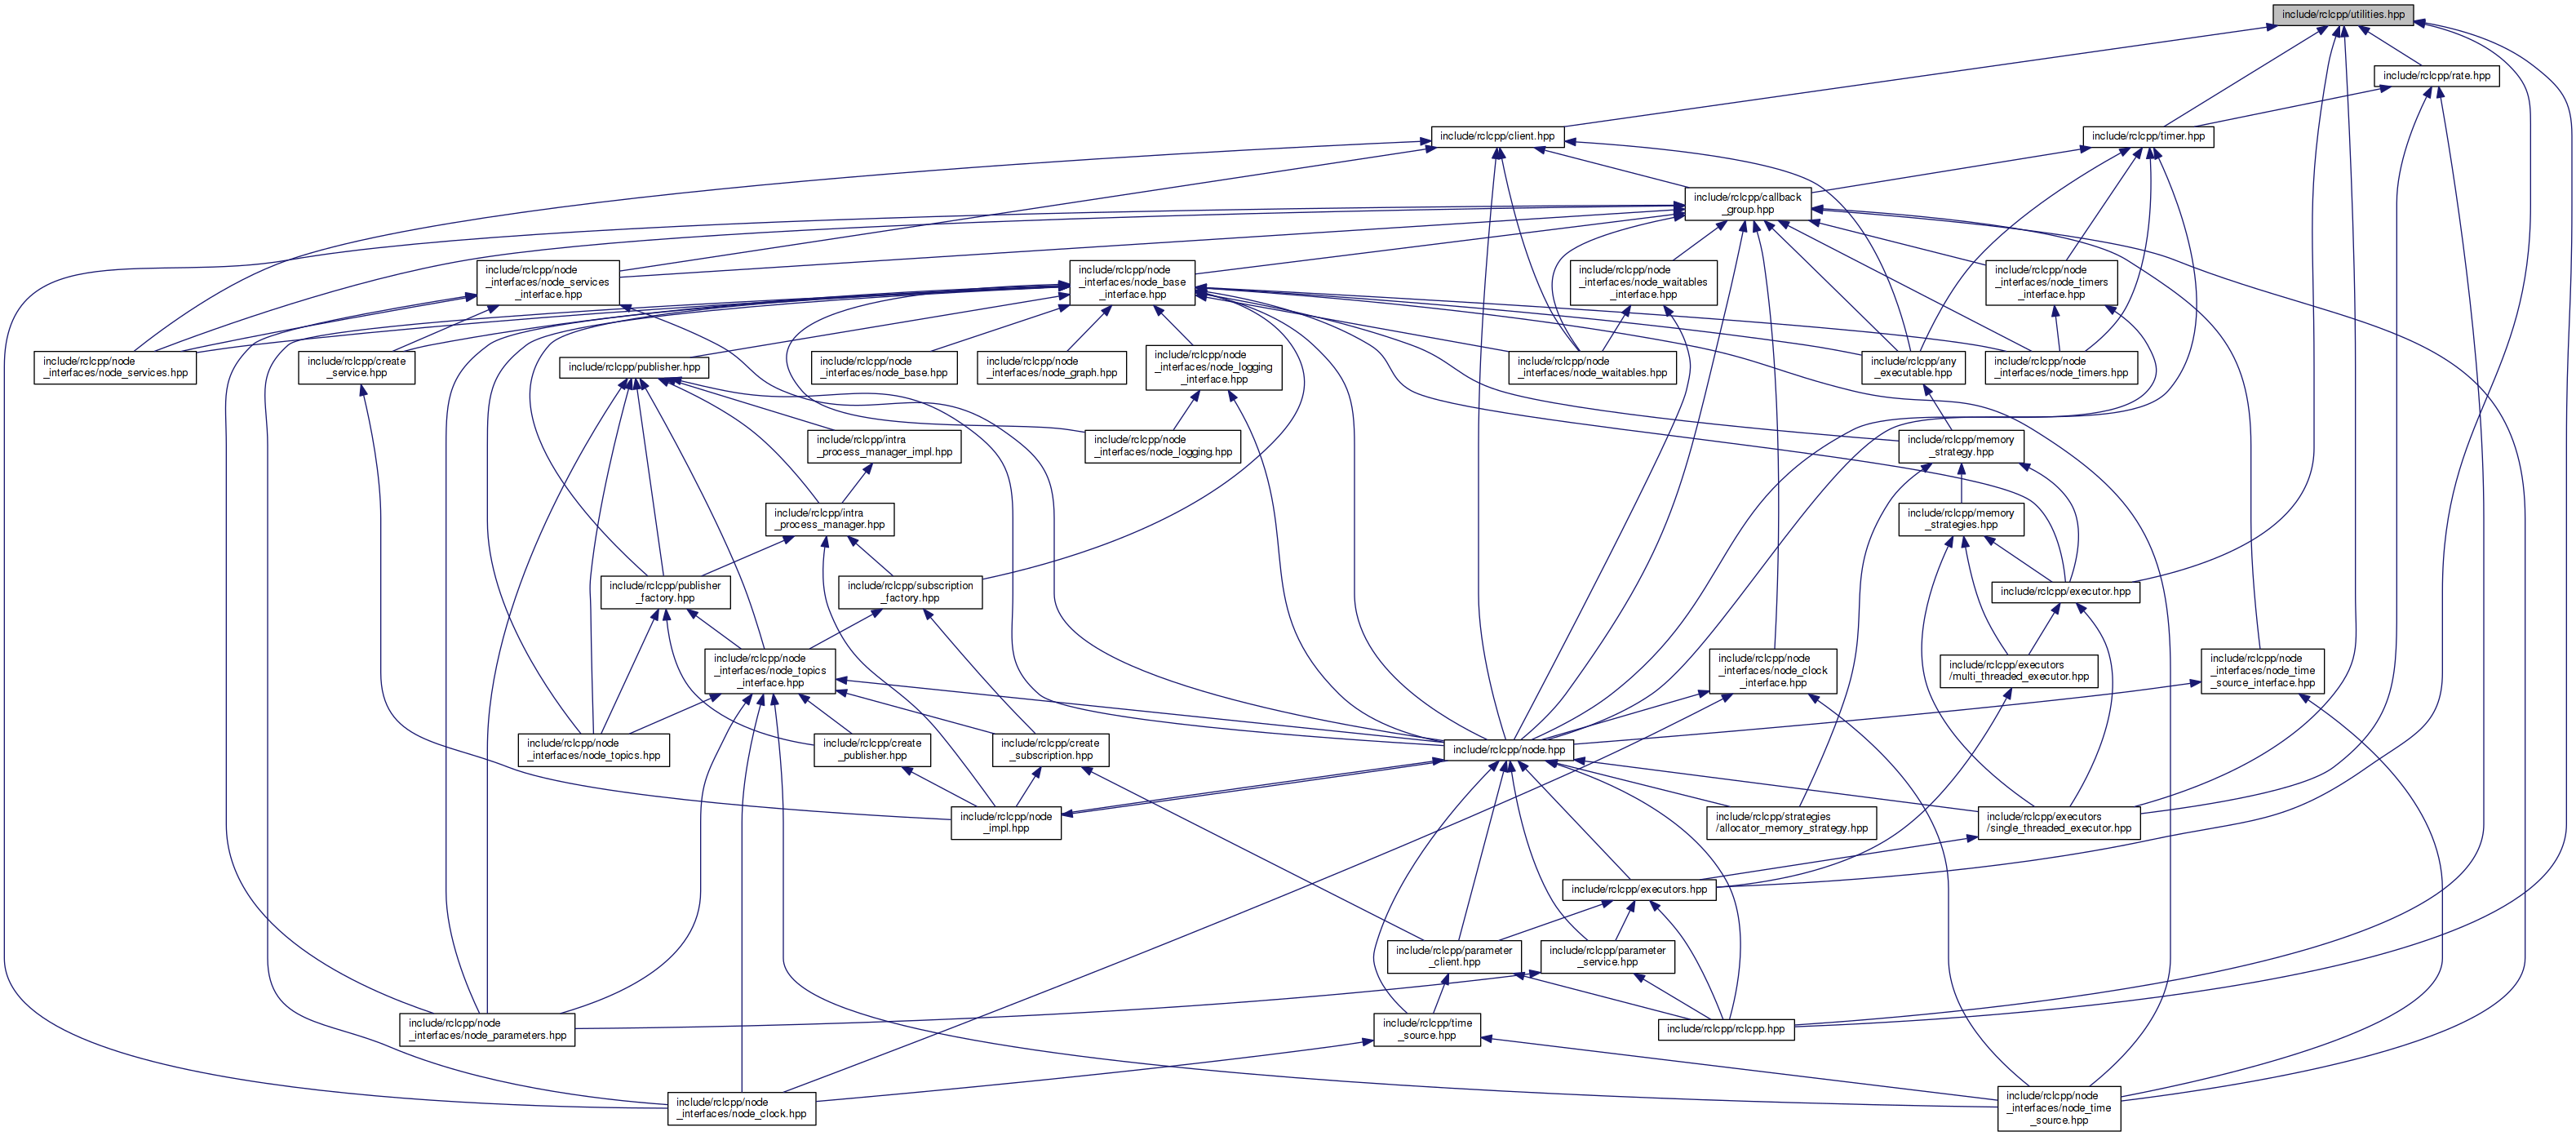 include/rclcpp/utilities.hpp
include/rclcpp/rate.hpp
include/rclcpp/client.hpp
include/rclcpp/timer.hpp
include/rclcpp/callback
_group.hpp
include/rclcpp/node
_interfaces/node_services
_interface.hpp
include/rclcpp/node
_interfaces/node_base
_interface.hpp
include/rclcpp/node
_interfaces/node_waitables
_interface.hpp
include/rclcpp/node
_interfaces/node_timers
_interface.hpp
include/rclcpp/node
_interfaces/node_services.hpp
include/rclcpp/create
_service.hpp
include/rclcpp/publisher.hpp
include/rclcpp/node
_interfaces/node_base.hpp
include/rclcpp/node
_interfaces/node_graph.hpp
include/rclcpp/node
_interfaces/node_logging
_interface.hpp
include/rclcpp/node
_interfaces/node_waitables.hpp
include/rclcpp/any
_executable.hpp
include/rclcpp/node
_interfaces/node_timers.hpp
include/rclcpp/intra
_process_manager_impl.hpp
include/rclcpp/node
_interfaces/node_logging.hpp
include/rclcpp/memory
_strategy.hpp
include/rclcpp/intra
_process_manager.hpp
include/rclcpp/memory
_strategies.hpp
include/rclcpp/publisher
_factory.hpp
include/rclcpp/subscription
_factory.hpp
include/rclcpp/executor.hpp
include/rclcpp/node
_interfaces/node_topics
_interface.hpp
include/rclcpp/node
_interfaces/node_clock
_interface.hpp
include/rclcpp/executors
/multi_threaded_executor.hpp
include/rclcpp/node
_interfaces/node_time
_source_interface.hpp
include/rclcpp/node
_interfaces/node_topics.hpp
include/rclcpp/create
_publisher.hpp
include/rclcpp/create
_subscription.hpp
include/rclcpp/node.hpp
include/rclcpp/node
_impl.hpp
include/rclcpp/strategies
/allocator_memory_strategy.hpp
include/rclcpp/executors
/single_threaded_executor.hpp
include/rclcpp/executors.hpp
include/rclcpp/parameter
_client.hpp
include/rclcpp/parameter
_service.hpp
include/rclcpp/node
_interfaces/node_parameters.hpp
include/rclcpp/time
_source.hpp
include/rclcpp/rclcpp.hpp
include/rclcpp/node
_interfaces/node_clock.hpp
include/rclcpp/node
_interfaces/node_time
_source.hpp